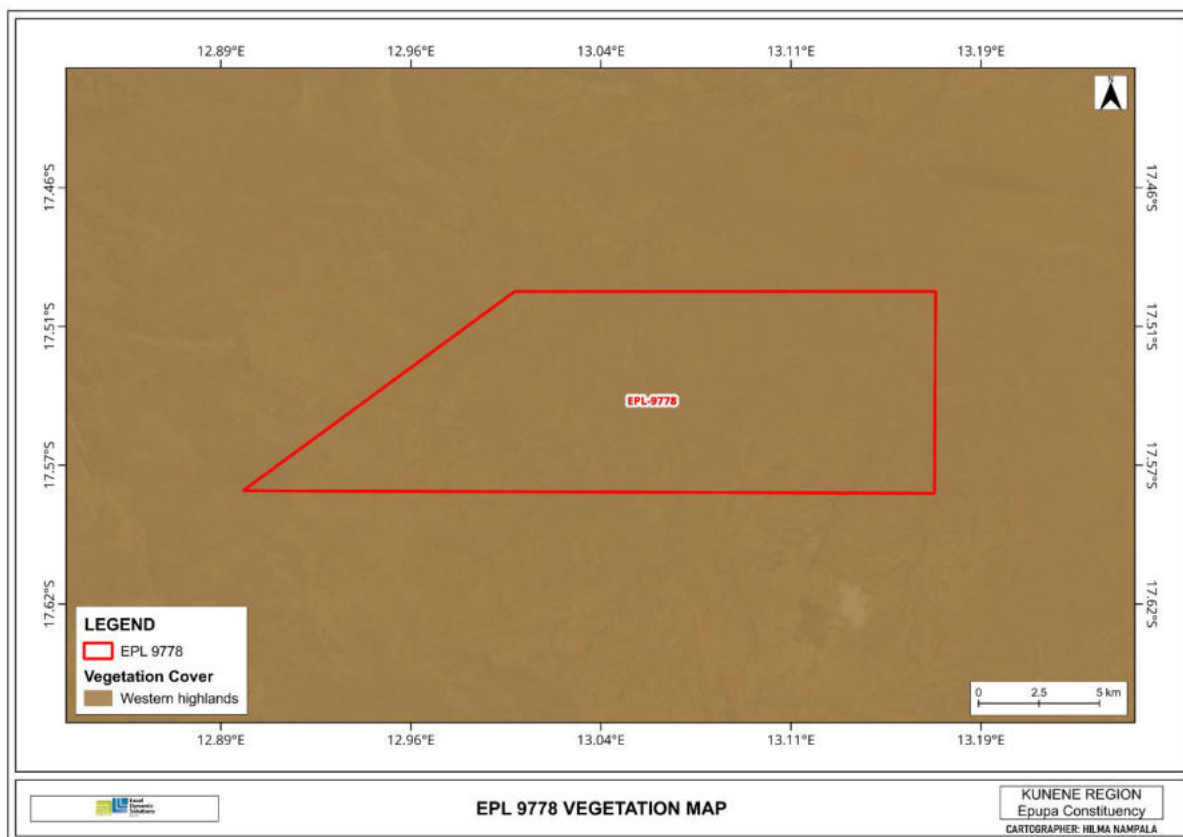 12.89°E 12.96°E 13.04°E 13.11°E 13.19°E
N
17.46°S 17.46°S
17.51°S 17.51°S
EPL-9778
17.57°S 17.57°S
17.62°S 17.62°S
LEGEND
EPL 9778
Vegetation Cover
Western highlands
0 2.5 5 km
12.89°E 12.96°E 13.04°E 13.11°E 13.19°E
Excel
Dynamic
Solutions
EPL 9778 VEGETATION MAP
KUNENE REGION
Epupa Constituency
CARTOGRAPHER: HILMA NAMPALA